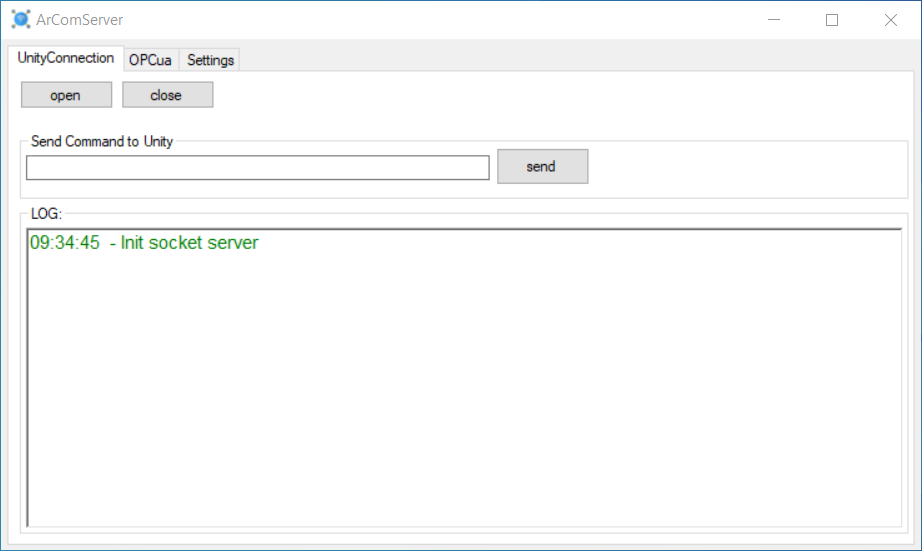 ArComServer
UnityConnection OPCua Settings
open close
Send Command to Unity
send
LOG:
09:34:45 - Init socket server